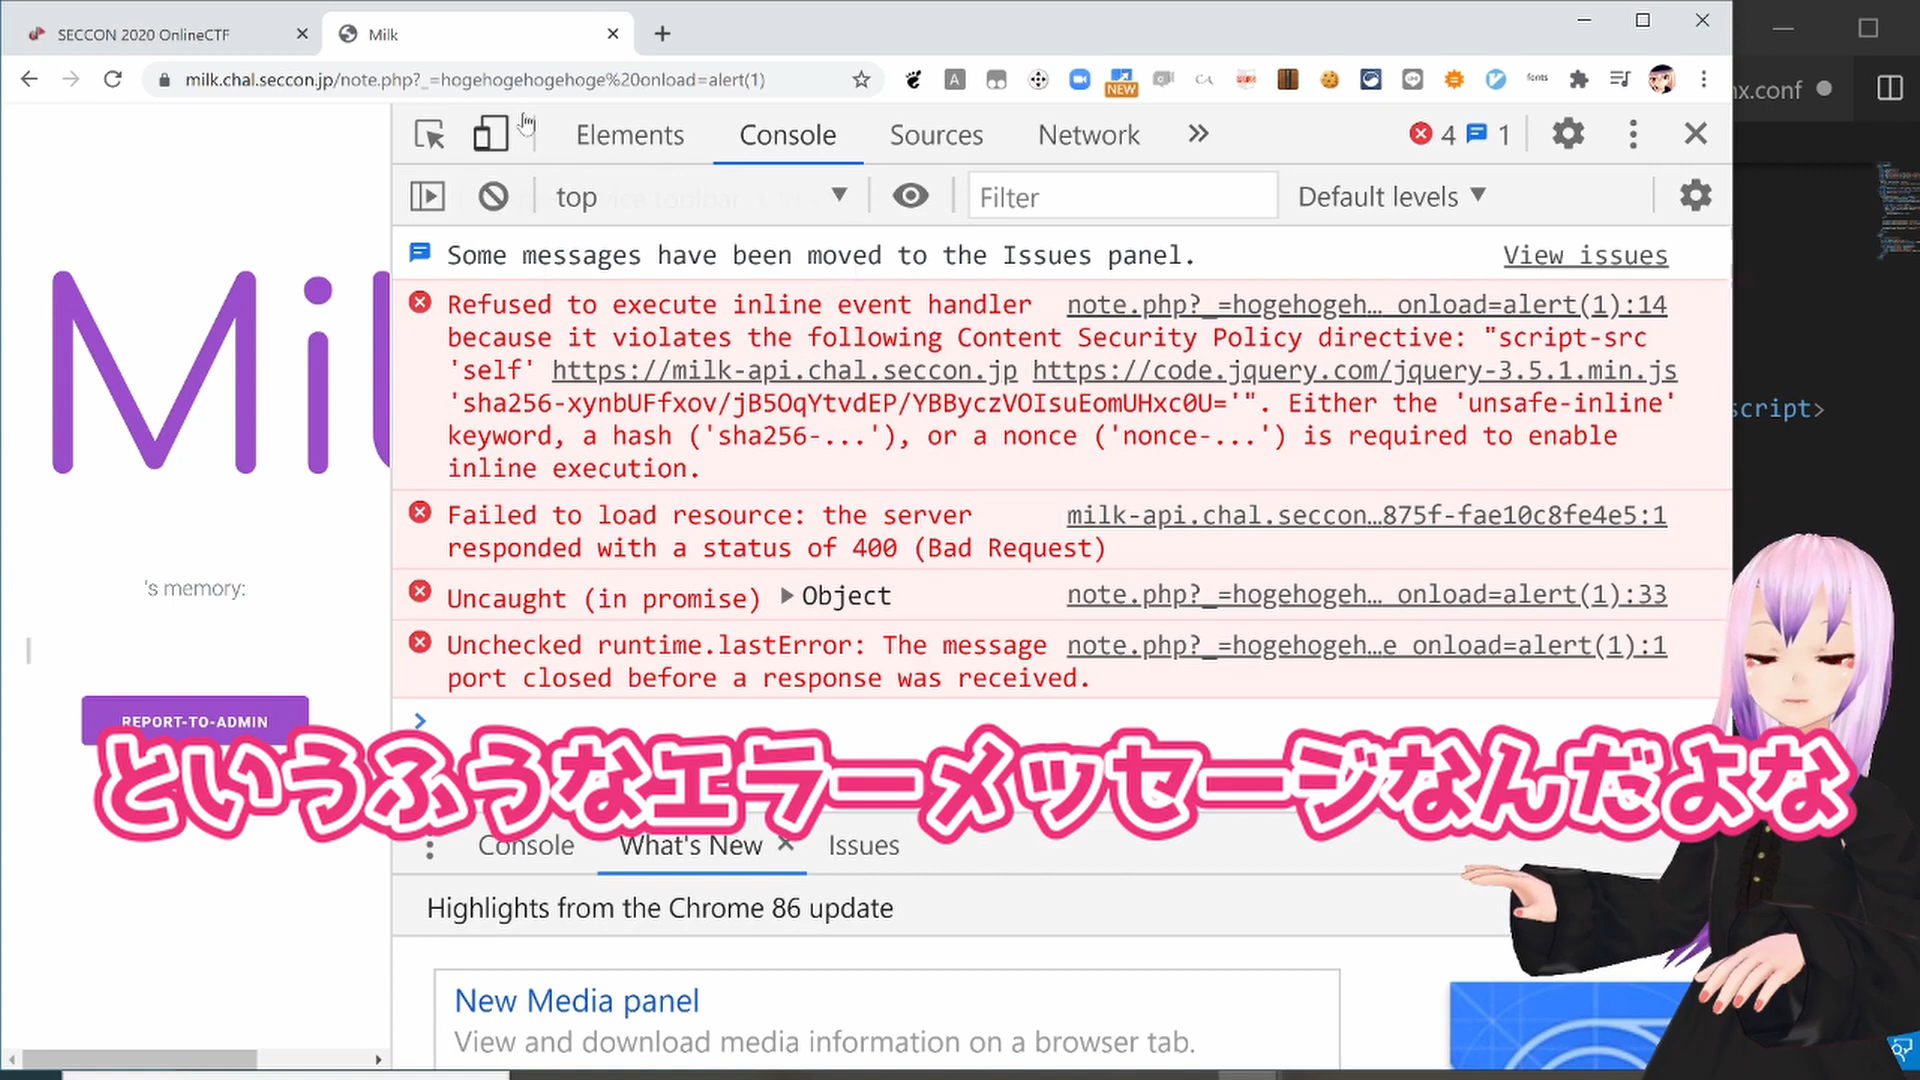 SECCON 2020 OnlineCTF
Milk
milk.chal.seccon.jp/note.php?_=hogehogehogehoge%20onload=alert(1)
NEW
CA
fonts
nx.conf
Elements
Console
Sources
Network
4
1
top
Filter
Default levels
Some messages have been moved to the Issues panel.
View issues
Refused to execute inline event handler
note.php?_=hogehogeh… onload=alert(1):14
because it violates the following Content Security Policy directive: "script-src
'self' https://milk-api.chal.seccon.jp https://code.jquery.com/jquery-3.5.1.min.js
'sha256-xynbUFfxov/jB5OqYtvdEP/YBByczVOIsuEomUHxc0U='". Either the 'unsafe-inline'
keyword, a hash ('sha256-...'), or a nonce ('nonce-...') is required to enable
inline execution.
Failed to load resource: the server
milk-api.chal.seccon…875f-fae10c8fe4e5:1
responded with a status of 400 (Bad Request)
Uncaught (in promise)
Object
note.php?_=hogehogeh… onload=alert(1):33
Unchecked runtime.lastError: The message
note.php?_=hogehogeh…e onload=alert(1):1
port closed before a response was received.
Mil
's memory:
REPORT-TO-ADMIN
script>
というふうなエラーメッセージなんだよな
Console
What's New
Issues
Highlights from the Chrome 86 update
New Media panel
View and download media information on a browser tab.